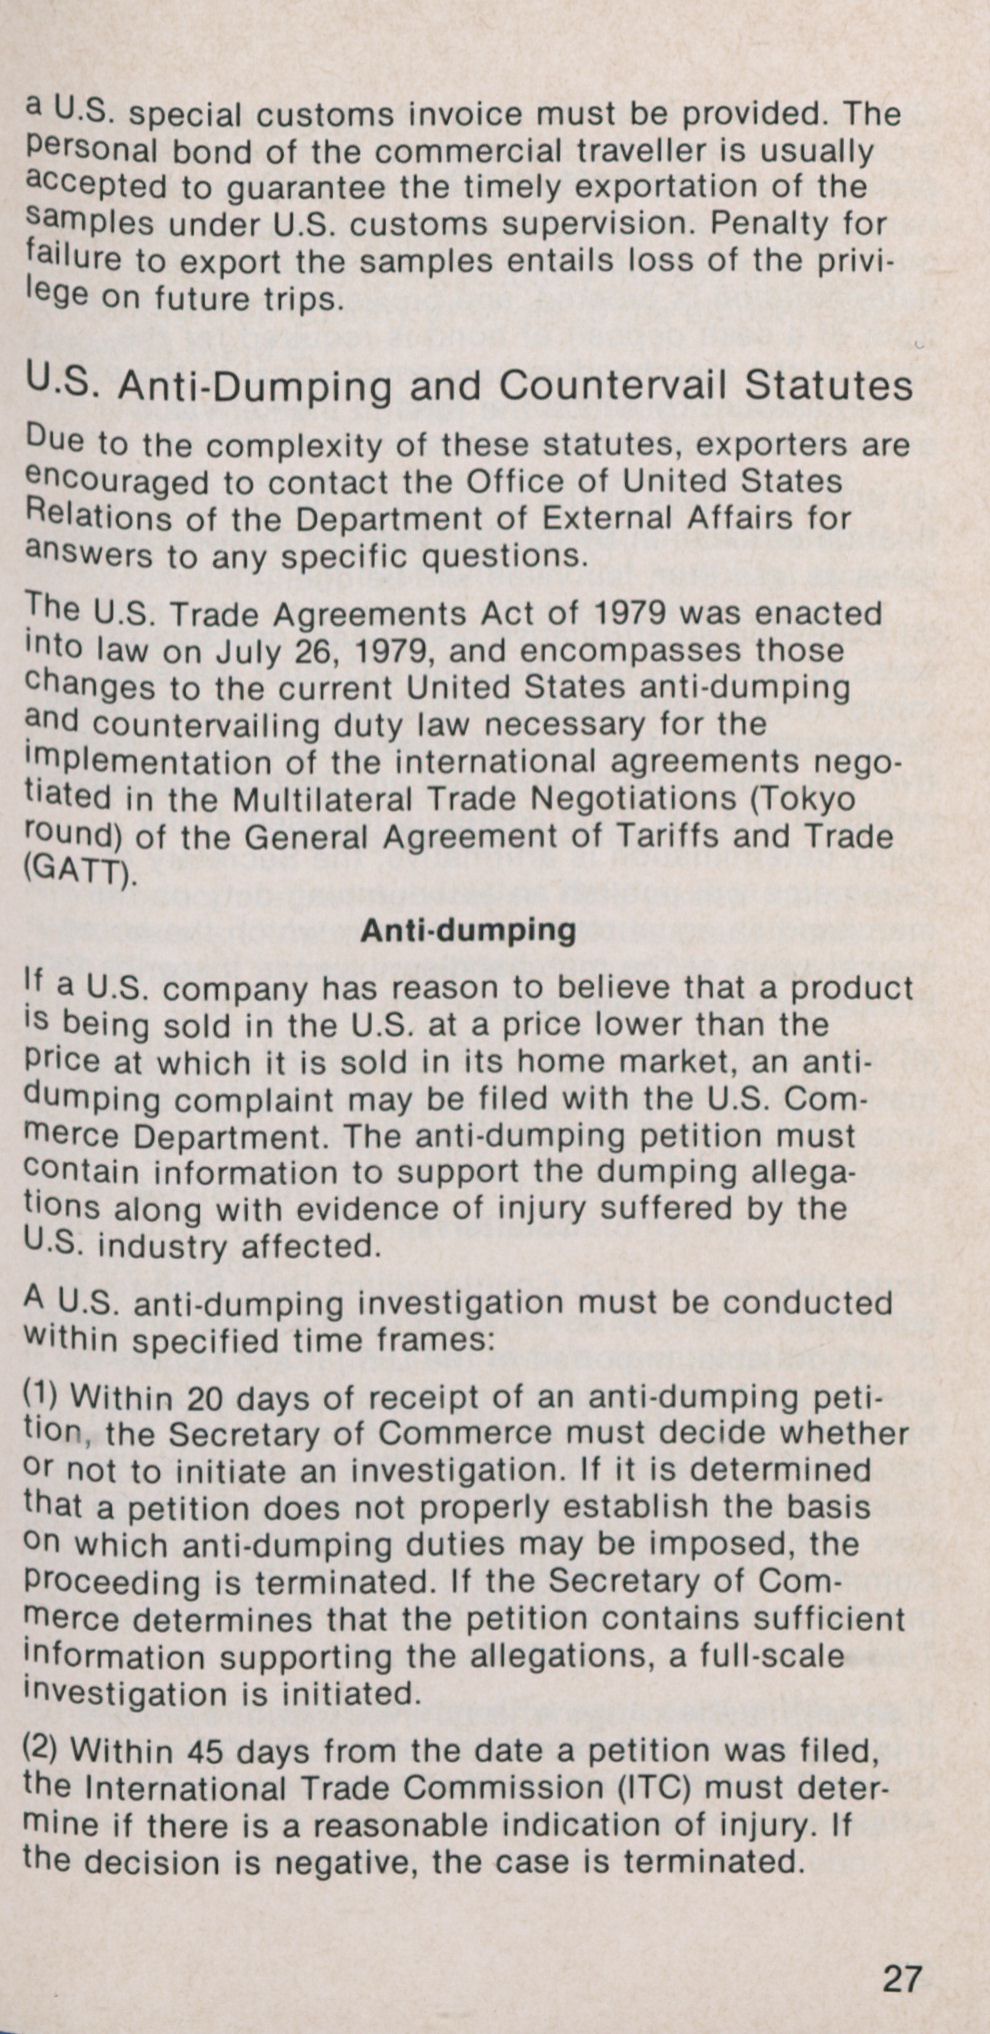 a U.S. special customs invoice must be provided. The
personal bond of the commercial traveller is usually
accepted to guarantee the timely exportation of the
samples under U.S. customs supervision. Penalty for
failure to export the samples entails loss of the privi-
lege on future trips.
U.S. Anti-Dumping and Countervail Statutes
Due to the complexity of these statutes, exporters are
encouraged to contact the Office of United States
Relations of the Department of External Affairs for
answers to any specific questions.
The U.S. Trade Agreements Act of 1979 was enacted
into law on July 26, 1979, and encompasses those
changes to the current United States anti-dumping
and countervailing duty law necessary for the
implementation of the international agreements nego-
tiated in the Multilateral Trade Negotiations (Tokyo
round) of the General Agreement of Tariffs and Trade
(GATT).
Anti-dumping
If a U.S. company has reason to believe that a product
is being sold in the U.S. at a price lower than the
price at which it is sold in its home market, an anti-
dumping complaint may be filed with the U.S. Com-
merce Department. The anti-dumping petition must
contain information to support the dumping allega-
tions along with evidence of injury suffered by the
U.S. industry affected.
A U.S. anti-dumping investigation must be conducted
within specified time frames:
(1) Within 20 days of receipt of an anti-dumping peti-
tion, the Secretary of Commerce must decide whether
or not to initiate an investigation. If it is determined
that a petition does not properly establish the basis
on which anti-dumping duties may be imposed, the
proceeding is terminated. If the Secretary of Com-
merce determines that the petition contains sufficient
information supporting the allegations, a full-scale
investigation is initiated.
(2) Within 45 days from the date a petition was filed,
the International Trade Commission (ITC) must deter-
mine if there is a reasonable indication of injury. If
the decision is negative, the case is terminated.
27